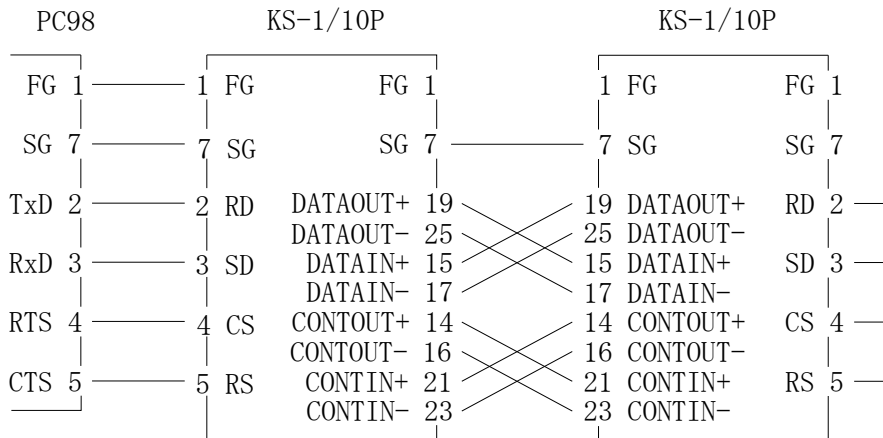 PC98 KS-1/10P KS-1/10P
FG 1 1 FG FG 1 1 FG FG 1
SG 7 7 SG SG 7 7 SG SG 7
TxD 2 2 RD DATAOUT+ 19 19 DATAOUT+ RD 2
DATAOUT- 25 25 DATAOUT-
RxD 3 3 SD DATAIN+ 15 15 DATAIN+ SD 3
DATAIN- 17 17 DATAIN-
RTS 4 4 CS CONTOUT+ 14 14 CONTOUT+ CS 4
CONTOUT- 16 16 CONTOUT-
CTS 5 5 RS CONTIN+ 21 21 CONTIN+ RS 5
CONTIN- 23 23 CONTIN-